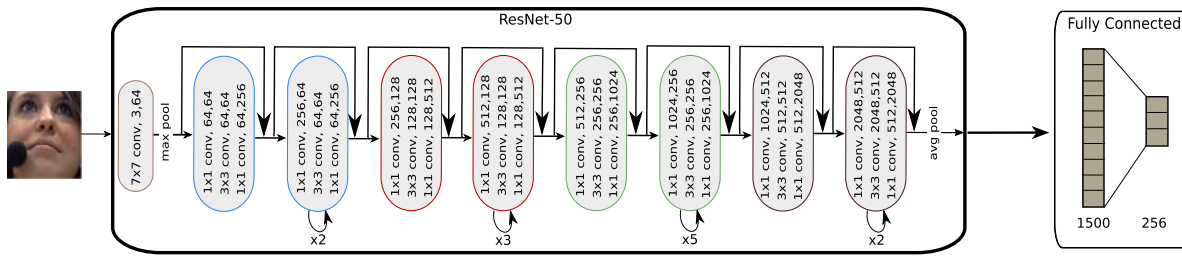 ResNet-50
7x7 conv, 3,64
max pool
1x1 conv, 64,64
3x3 conv, 64,64
1x1 conv, 64,256
1x1 conv, 256,64
3x3 conv, 64,64
1x1 conv, 64,256
x2
1x1 conv, 256,128
3x3 conv, 128,128
1x1 conv, 128,512
1x1 conv, 512,128
3x3 conv, 128,128
1x1 conv, 128,512
x3
1x1 conv, 512,256
3x3 conv, 256,256
1x1 conv, 256,1024
1x1 conv, 1024,256
3x3 conv, 256,256
1x1 conv, 256,1024
x5
1x1 conv, 1024,512
3x3 conv, 512,512
1x1 conv, 512,2048
1x1 conv, 2048,512
3x3 conv, 2048,512
1x1 conv, 512,2048
x2
avg pool
Fully Connected
1500
256